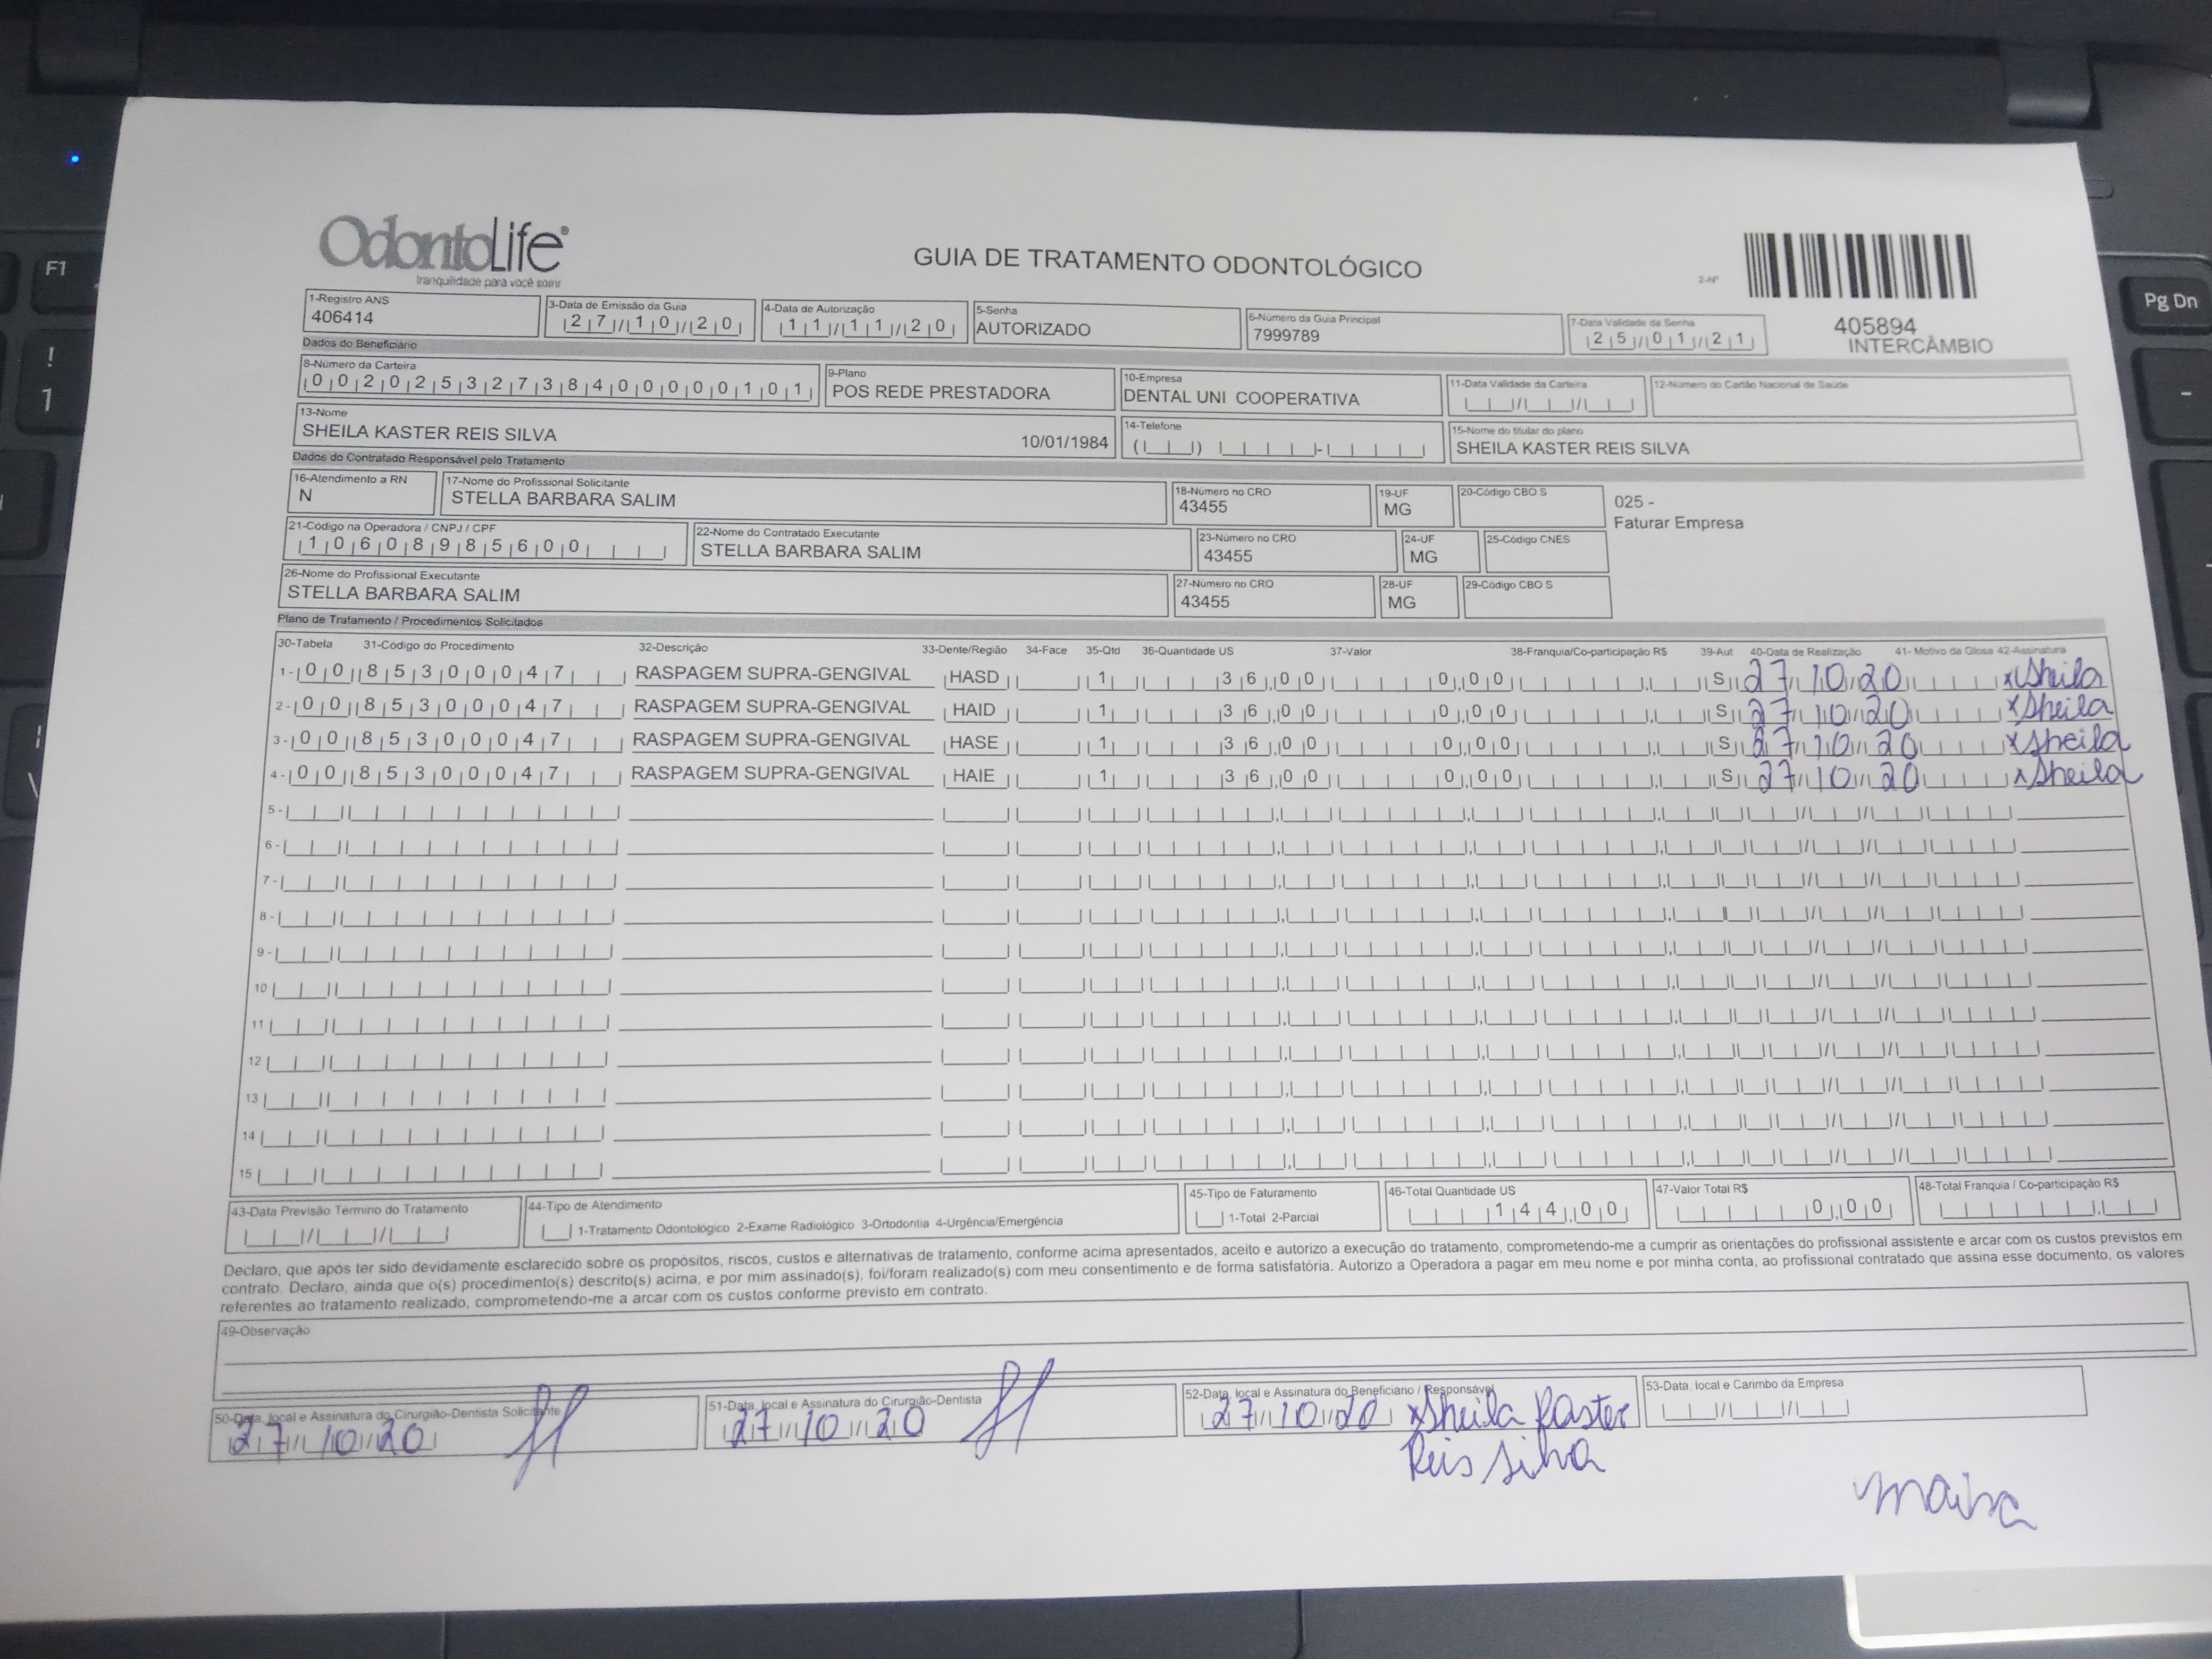 OdontoLife®
tranquilidade para você sorrir
GUIA DE TRATAMENTO ODONTOLÓGICO
2-Nº
405894
INTERCÂMBIO
1-Registro ANS
406414
3-Data de Emissão da Guia
27/10/20
4-Data de Autorização
11/11/20
5-Senha
AUTORIZADO
6-Número da Guia Principal
7999789
7-Data Validade da Senha
25/01/21
Dados do Beneficiário
8-Número da Carteira
00202532738400000101
9-Plano
POS REDE PRESTADORA
10-Empresa
DENTAL UNI COOPERATIVA
11-Data Validade da Carteira
12-Número do Cartão Nacional de Saúde
13-Nome
SHEILA KASTER REIS SILVA 10/01/1984
14-Telefone
15-Nome do titular do plano
SHEILA KASTER REIS SILVA
Dados do Contratado Responsável pelo Tratamento
16-Atendimento a RN
N
17-Nome do Profissional Solicitante
STELLA BARBARA SALIM
18-Número no CRO
43455
19-UF
MG
20-Código CBO S
025 -
Faturar Empresa
21-Código na Operadora / CNPJ / CPF
10608985600
22-Nome do Contratado Executante
STELLA BARBARA SALIM
23-Número no CRO
43455
24-UF
MG
25-Código CNES
26-Nome do Profissional Executante
STELLA BARBARA SALIM
27-Número no CRO
43455
28-UF
MG
29-Código CBO S
Plano de Tratamento / Procedimentos Solicitados
30-Tabela 31-Código do Procedimento 32-Descrição 33-Dente/Região 34-Face 35-Qtd 36-Quantidade US 37-Valor 38-Franquia/Co-participação R$ 39-Aut 40-Data de Realização 41- Motivo da Glosa 42-Assinatura
1- 00 85300047 RASPAGEM SUPRA-GENGIVAL HASD 1 36,00 0,00 S 27/10/20 xSheila
2- 00 85300047 RASPAGEM SUPRA-GENGIVAL HAID 1 36,00 0,00 S 27/10/20 xSheila
3- 00 85300047 RASPAGEM SUPRA-GENGIVAL HASE 1 36,00 0,00 S 27/10/20 xSheila
4- 00 85300047 RASPAGEM SUPRA-GENGIVAL HAIE 1 36,00 0,00 S 27/10/20 xSheila
5-
6-
7-
8-
9-
10
11
12
13
14
15
43-Data Previsão Término do Tratamento
44-Tipo de Atendimento
1-Tratamento Odontológico 2-Exame Radiológico 3-Ortodontia 4-Urgência/Emergência
45-Tipo de Faturamento
1-Total 2-Parcial
46-Total Quantidade US
144,00
47-Valor Total R$
0,00
48-Total Franquia / Co-participação R$
Declaro, que após ter sido devidamente esclarecido sobre os propósitos, riscos, custos e alternativas de tratamento, conforme acima apresentados, aceito e autorizo a execução do tratamento, comprometendo-me a cumprir as orientações do profissional assistente e arcar com os custos previstos em
contrato. Declaro, ainda que o(s) procedimento(s) descrito(s) acima, e por mim assinado(s), foi/foram realizado(s) com meu consentimento e de forma satisfatória. Autorizo a Operadora a pagar em meu nome e por minha conta, ao profissional contratado que assina esse documento, os valores
referentes ao tratamento realizado, comprometendo-me a arcar com os custos conforme previsto em contrato.
49-Observação
50-Data, local e Assinatura do Cirurgião-Dentista Solicitante
27/10/20
51-Data, local e Assinatura do Cirurgião-Dentista
27/10/20
52-Data, local e Assinatura do Beneficiário / Responsável
27/10/20 xSheila Kaster
Reis Silva
53-Data, local e Carimbo da Empresa
F1
!
1
Pg Dn